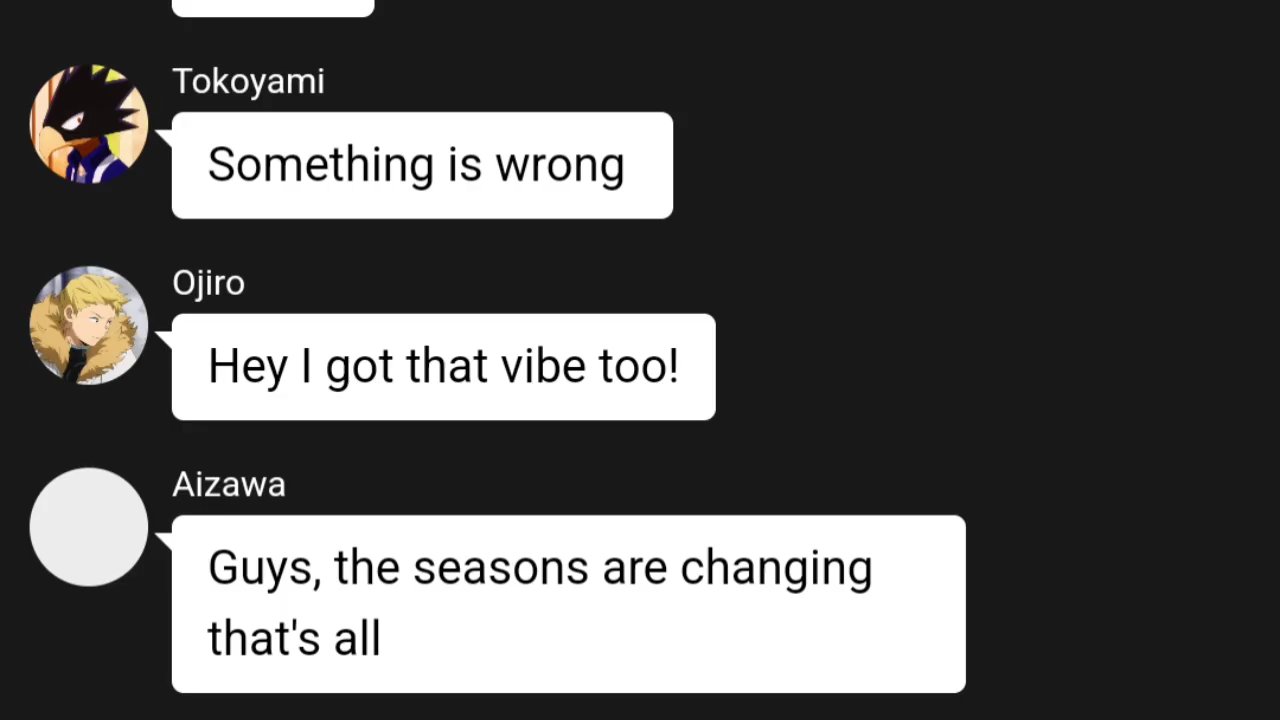 Tokoyami
Something is wrong
Ojiro
Hey I got that vibe too!
Aizawa
Guys, the seasons are changing
that's all